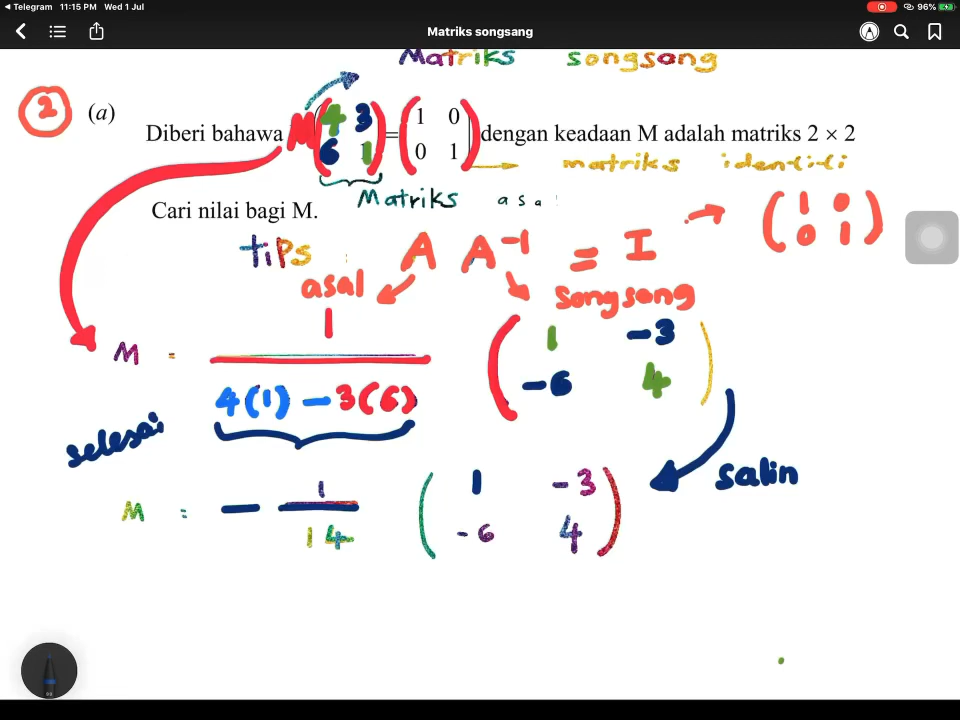 Telegram 11:15 PM Wed 1 Jul 96%
Matriks songsang
Matriks songsang
2 (a)
Diberi bahawa M ( 4 3 ) = ( 1 0 ) dengan keadaan M adalah matriks 2 × 2
( 6 1 ) ( 0 1 ) matriks identiti
Matriks asa
Cari nilai bagi M.
tips : A A⁻¹ = I → ( 1 0 )
( 0 1 )
asal songsang
M = 1 ( 1 -3 )
4(1) - 3(6) ( -6 4 )
selesai
salin
M = - 1 ( 1 -3 )
14 ( -6 4 )